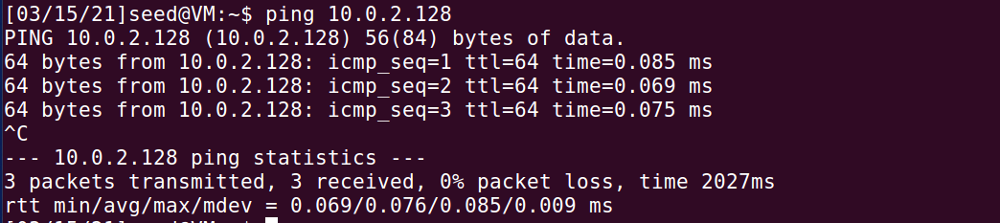 [03/15/21]seed@VM:~$ ping 10.0.2.128
PING 10.0.2.128 (10.0.2.128) 56(84) bytes of data.
64 bytes from 10.0.2.128: icmp_seq=1 ttl=64 time=0.085 ms
64 bytes from 10.0.2.128: icmp_seq=2 ttl=64 time=0.069 ms
64 bytes from 10.0.2.128: icmp_seq=3 ttl=64 time=0.075 ms
^C
--- 10.0.2.128 ping statistics ---
3 packets transmitted, 3 received, 0% packet loss, time 2027ms
rtt min/avg/max/mdev = 0.069/0.076/0.085/0.009 ms
[03/15/21]seed@VM:~$